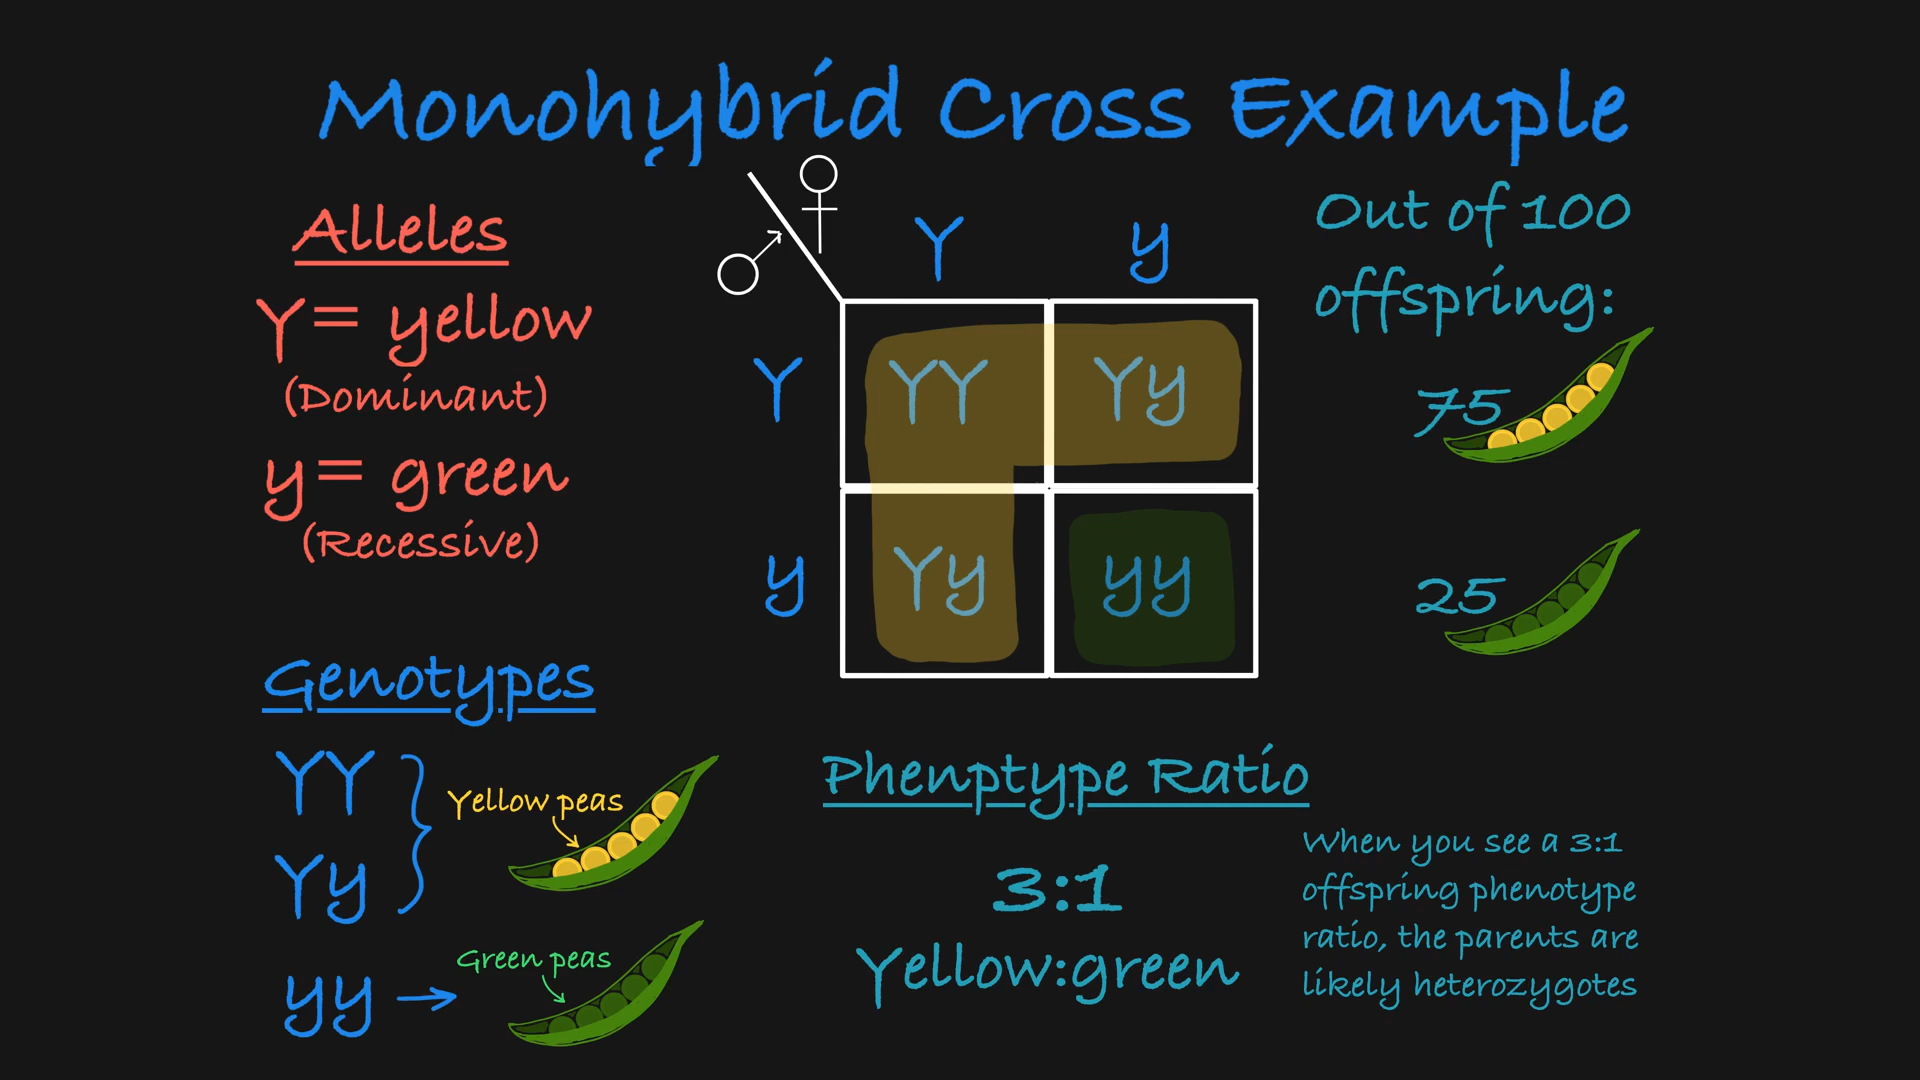 Monohybrid Cross Example
Alleles
Y= yellow
(Dominant)
y= green
(Recessive)
Genotypes
YY
Yy
Yellow peas
yy
Green peas
Y y
Y YY Yy
y Yy yy
Phenptype Ratio
3:1
Yellow:green
Out of 100
offspring:
75
25
When you see a 3:1
offspring phenotype
ratio, the parents are
likely heterozygotes